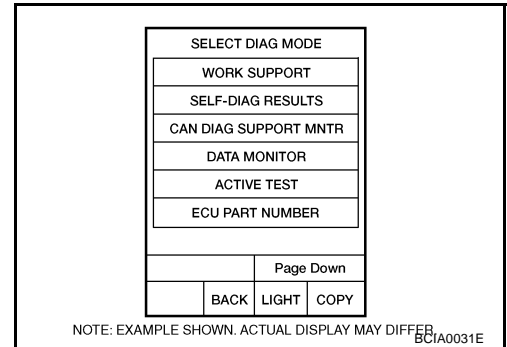 SELECT DIAG MODE
WORK SUPPORT
SELF-DIAG RESULTS
CAN DIAG SUPPORT MNTR
DATA MONITOR
ACTIVE TEST
ECU PART NUMBER
Page Down
BACK LIGHT COPY
NOTE: EXAMPLE SHOWN. ACTUAL DISPLAY MAY DIFFER.
BCIA0031E